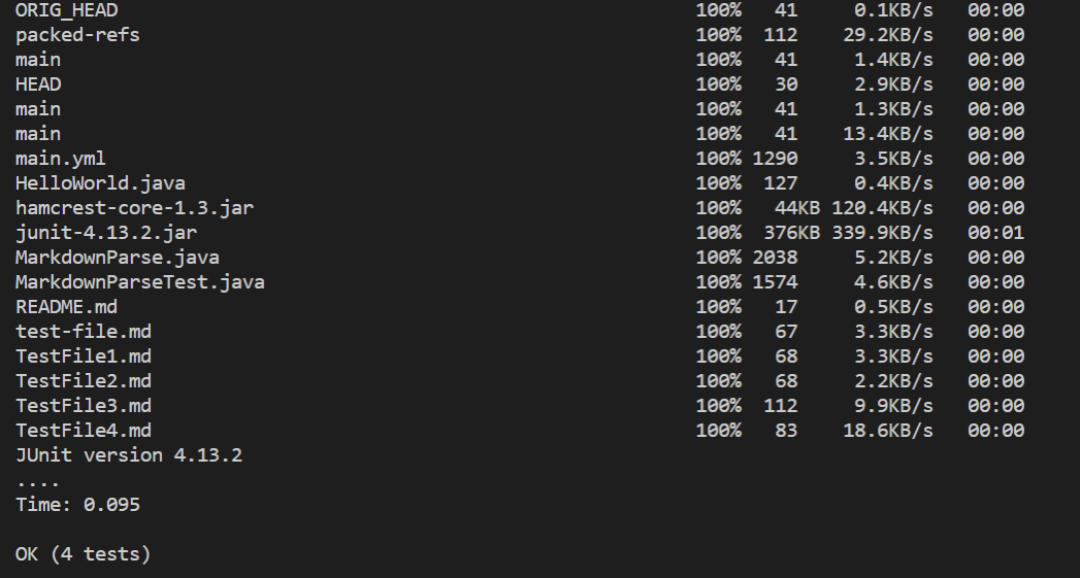 ORIG_HEAD 100% 41 0.1KB/s 00:00
packed-refs 100% 112 29.2KB/s 00:00
main 100% 41 1.4KB/s 00:00
HEAD 100% 30 2.9KB/s 00:00
main 100% 41 1.3KB/s 00:00
main 100% 41 13.4KB/s 00:00
main.yml 100% 1290 3.5KB/s 00:00
HelloWorld.java 100% 127 0.4KB/s 00:00
hamcrest-core-1.3.jar 100% 44KB 120.4KB/s 00:00
junit-4.13.2.jar 100% 376KB 339.9KB/s 00:01
MarkdownParse.java 100% 2038 5.2KB/s 00:00
MarkdownParseTest.java 100% 1574 4.6KB/s 00:00
README.md 100% 17 0.5KB/s 00:00
test-file.md 100% 67 3.3KB/s 00:00
TestFile1.md 100% 68 3.3KB/s 00:00
TestFile2.md 100% 68 2.2KB/s 00:00
TestFile3.md 100% 112 9.9KB/s 00:00
TestFile4.md 100% 83 18.6KB/s 00:00
JUnit version 4.13.2
....
Time: 0.095
OK (4 tests)